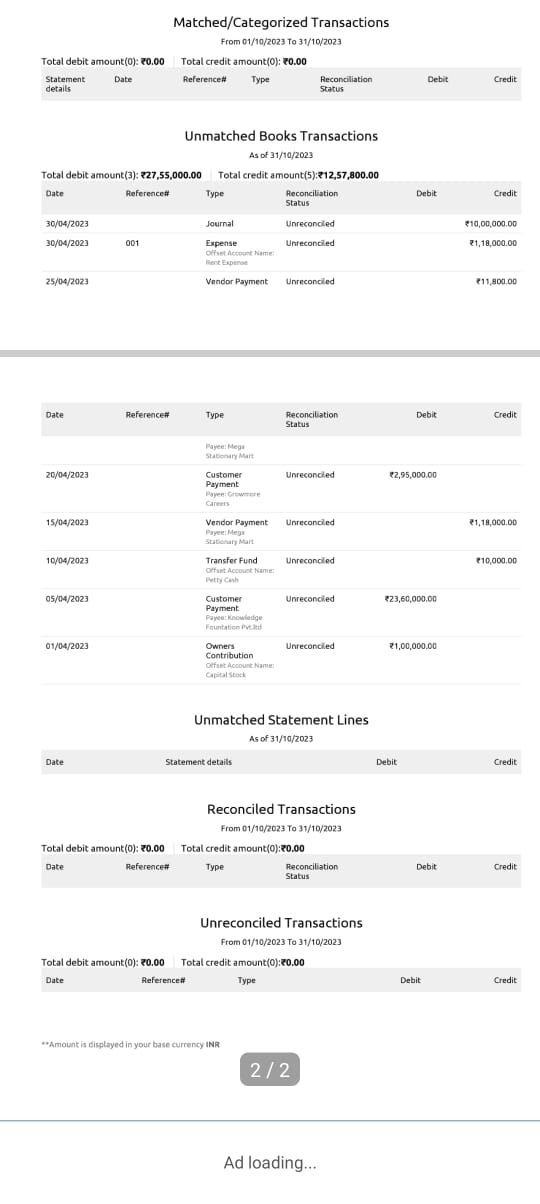 Matched/Categorized Transactions
From 01/10/2023 To 31/10/2023
Total debit amount(0): ₹0.00 Total credit amount(0): ₹0.00
Statement details Date Reference# Type Reconciliation Status Debit Credit
Unmatched Books Transactions
As of 31/10/2023
Total debit amount(3): ₹27,55,000.00 Total credit amount(5):₹12,57,800.00
Date Reference# Type Reconciliation Status Debit Credit
30/04/2023 Journal Unreconciled ₹10,00,000.00
30/04/2023 001 Expense Unreconciled ₹1,18,000.00
Offset Account Name:
Rent Expense
25/04/2023 Vendor Payment Unreconciled ₹11,800.00
Date Reference# Type Reconciliation Status Debit Credit
Payee: Mega
Stationary Mart
20/04/2023 Customer Payment Unreconciled ₹2,95,000.00
Payee: Growmore
Careers
15/04/2023 Vendor Payment Unreconciled ₹1,18,000.00
Payee: Mega
Stationary Mart
10/04/2023 Transfer Fund Unreconciled ₹10,000.00
Offset Account Name:
Petty Cash
05/04/2023 Customer Payment Unreconciled ₹23,60,000.00
Payee: Knowledge
Fountation Pvt.ltd
01/04/2023 Owners Contribution Unreconciled ₹1,00,000.00
Offset Account Name:
Capital Stock
Unmatched Statement Lines
As of 31/10/2023
Date Statement details Debit Credit
Reconciled Transactions
From 01/10/2023 To 31/10/2023
Total debit amount(0): ₹0.00 Total credit amount(0):₹0.00
Date Reference# Type Reconciliation Status Debit Credit
Unreconciled Transactions
From 01/10/2023 To 31/10/2023
Total debit amount(0): ₹0.00 Total credit amount(0):₹0.00
Date Reference# Type Debit Credit
**Amount is displayed in your base currency INR
2 / 2
Ad loading...